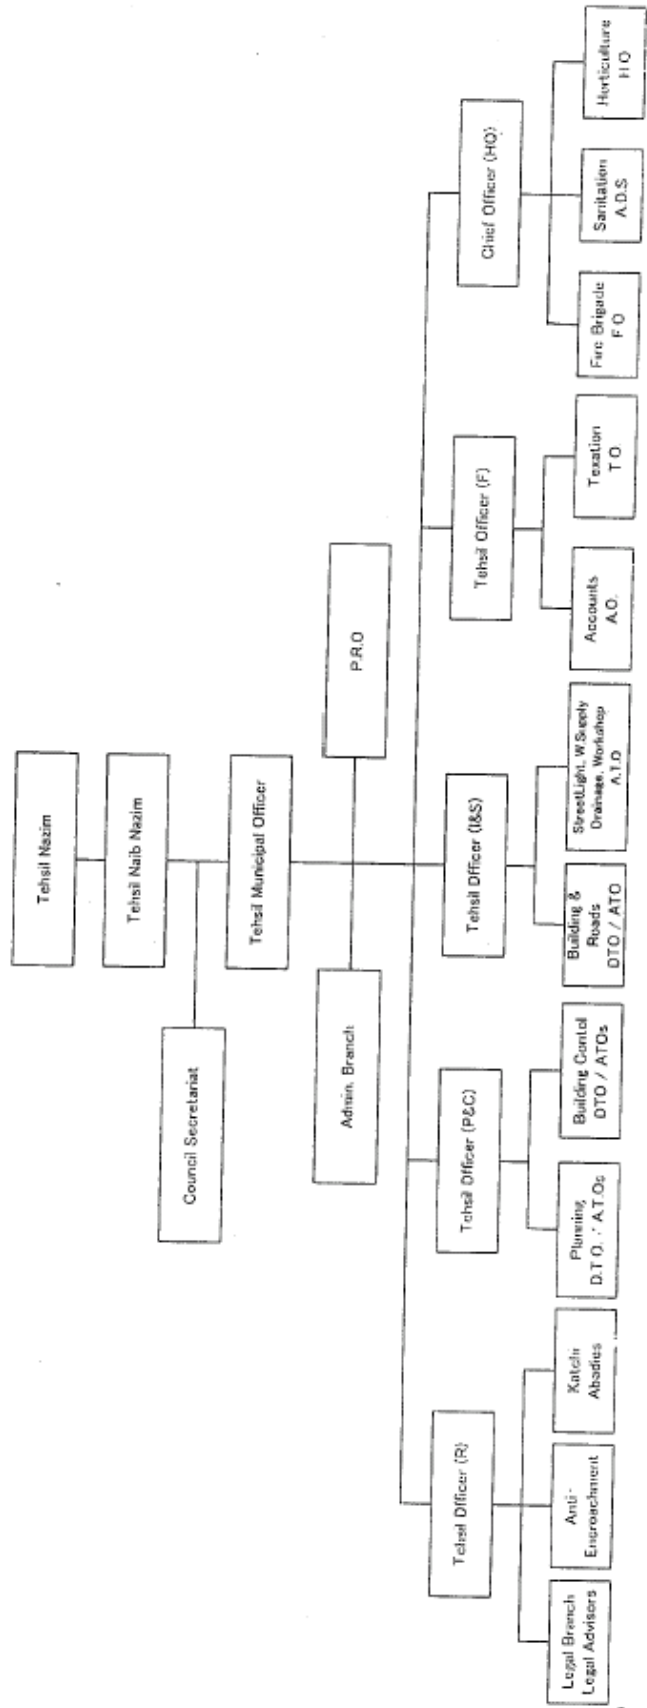 Tehsil Nazim
Tehsil Naib Nazim
Council Secretariat
Tehsil Municipal Officer
Admin. Branch
P.R.O
Tehsil Officer (R)
Tehsil Officer (P&C)
Tehsil Officer (I&S)
Tehsil Officer (F)
Chief Officer (HQ)
Legal Branch
Legal Advisors
Anti-
Encroachment
Katchi
Abadies
Planning
D.T.O. / A.T.Os
Building Contol
DTO / ATOs
Building &
Roads
DTO / ATO
StreetLight, W.Supply
Drainage, Workshop
A.T.O
Accounts
A.O.
Texation
T.O.
Fire Brigade
F O
Sanitation
A.D.S
Horticulture
H O